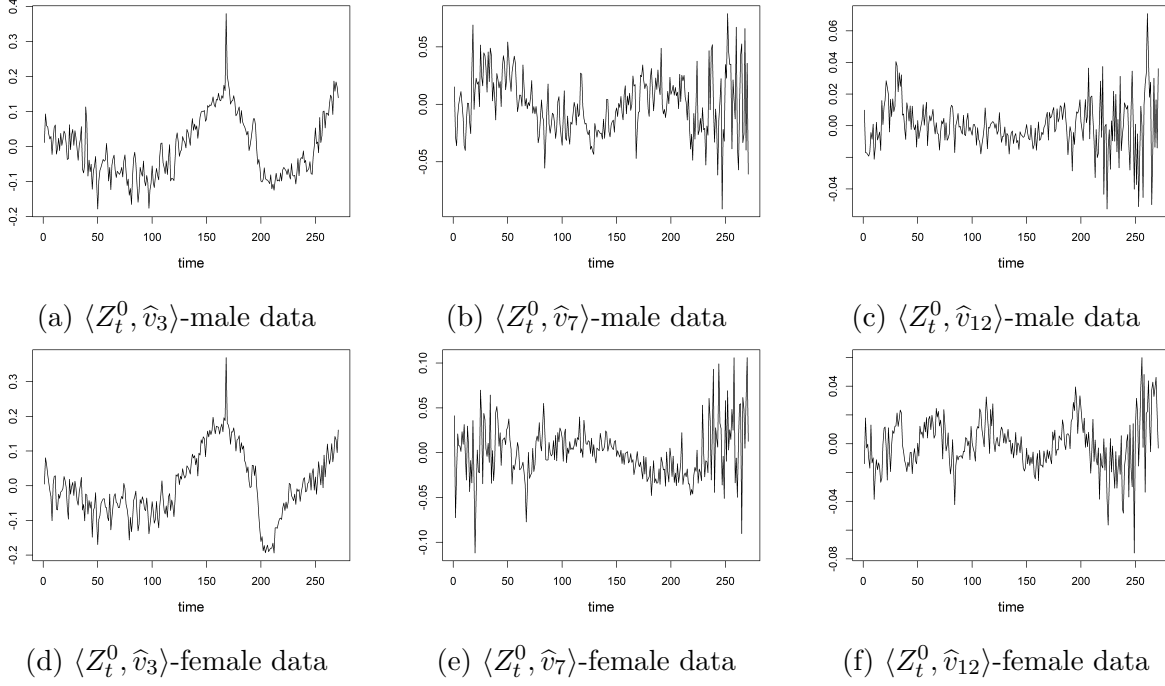 0.4
0.3
0.2
0.1
0.0
-0.1
-0.2
0 50 100 150 200 250
time
0.05
0.00
-0.05
0 50 100 150 200 250
time
0.06
0.02
-0.04
0 50 100 150 200 250
time
(a) ⟨Z_t^0, v̂_3⟩-male data
(b) ⟨Z_t^0, v̂_7⟩-male data
(c) ⟨Z_t^0, v̂_12⟩-male data
0.3
0.2
0.1
0.0
-0.1
-0.2
0 50 100 150 200 250
time
0.10
0.05
0.00
-0.05
-0.10
0 50 100 150 200 250
time
0.04
0.00
-0.04
-0.08
0 50 100 150 200 250
time
(d) ⟨Z_t^0, v̂_3⟩-female data
(e) ⟨Z_t^0, v̂_7⟩-female data
(f) ⟨Z_t^0, v̂_12⟩-female data